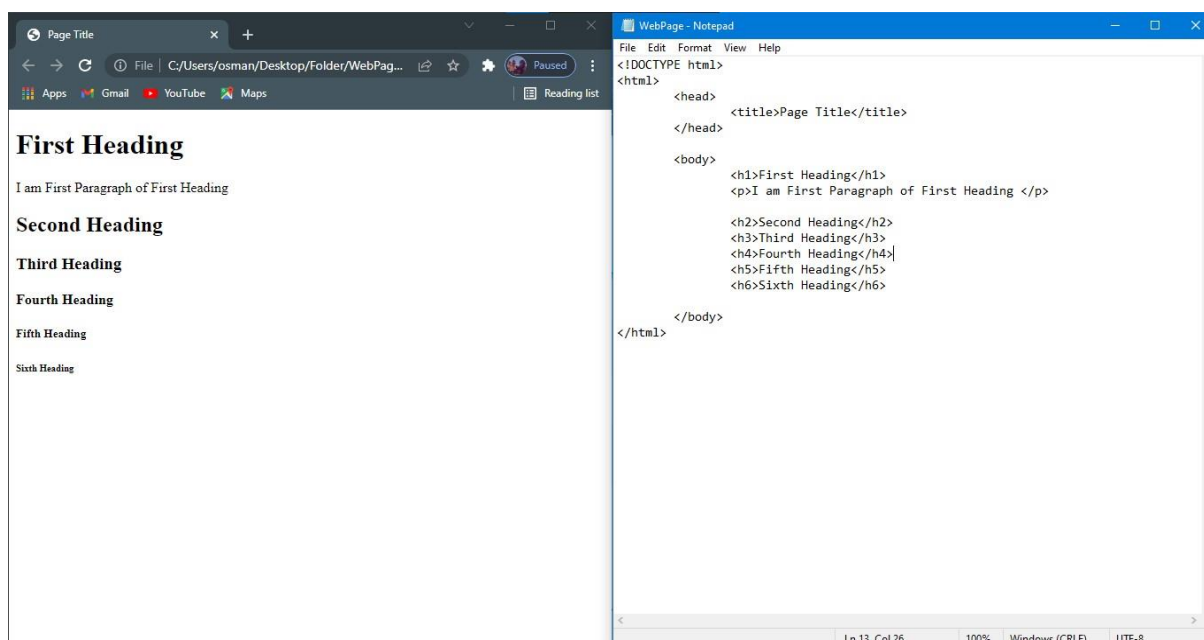 Page Title
File | C:/Users/osman/Desktop/Folder/WebPag...
Paused
Apps Gmail YouTube Maps Reading list
First Heading
I am First Paragraph of First Heading
Second Heading
Third Heading
Fourth Heading
Fifth Heading
Sixth Heading
WebPage - Notepad
File Edit Format View Help
<!DOCTYPE html>
<html>
<head>
<title>Page Title</title>
</head>
<body>
<h1>First Heading</h1>
<p>I am First Paragraph of First Heading </p>
<h2>Second Heading</h2>
<h3>Third Heading</h3>
<h4>Fourth Heading</h4>
<h5>Fifth Heading</h5>
<h6>Sixth Heading</h6>
</body>
</html>
Ln 13, Col 26 100% Windows (CRLF) UTF-8